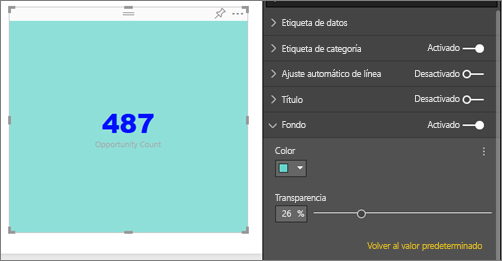 487
Opportunity Count
Etiqueta de datos
Etiqueta de categoría Activado
Ajuste automático de línea Desactivado
Título Desactivado
Fondo Activado
Color
Transparencia
26 %
Volver al valor predeterminado